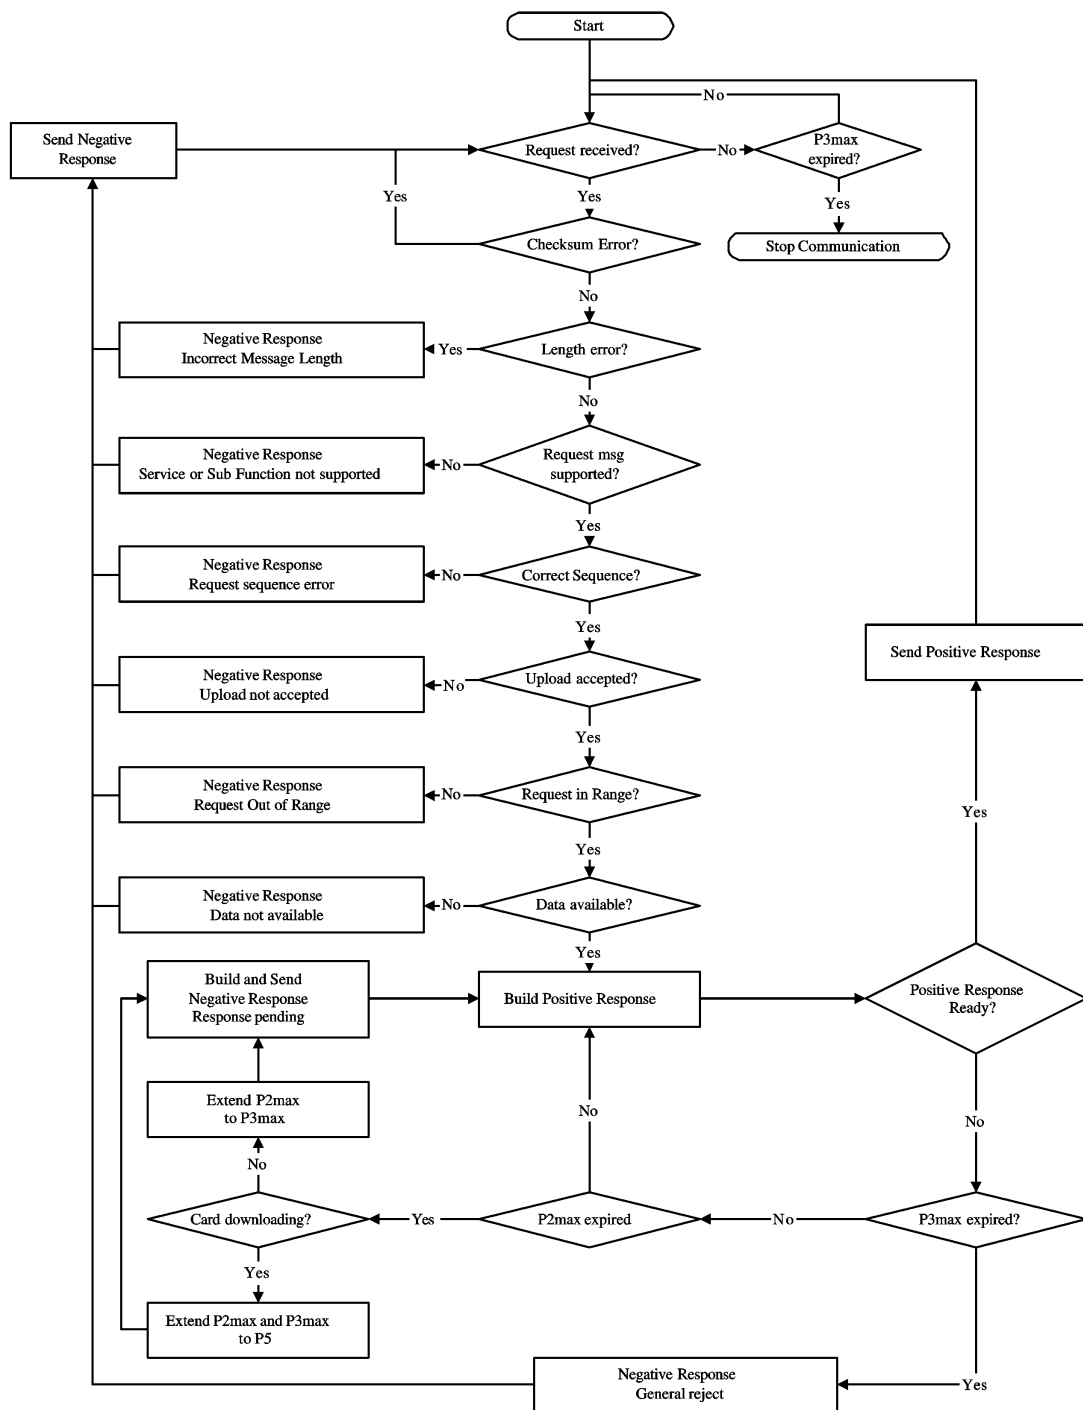 Start
No
Send Negative
Response
Request received?
No
P3max
expired?
Yes
Yes
Yes
Checksum Error?
Stop Communication
No
Negative Response
Incorrect Message Length
Yes
Length error?
No
Negative Response
Service or Sub Function not supported
No
Request msg
supported?
Yes
Negative Response
Request sequence error
No
Correct Sequence?
Yes
Send Positive Response
Negative Response
Upload not accepted
No
Upload accepted?
Yes
Negative Response
Request Out of Range
No
Request in Range?
Yes
Yes
Negative Response
Data not available
No
Data available?
Yes
Build and Send
Negative Response
Response pending
Build Positive Response
Positive Response
Ready?
Extend P2max
to P3max
No
No
No
Card downloading?
Yes
P2max expired
No
P3max expired?
Yes
Extend P2max and P3max
to P5
Negative Response
General reject
Yes